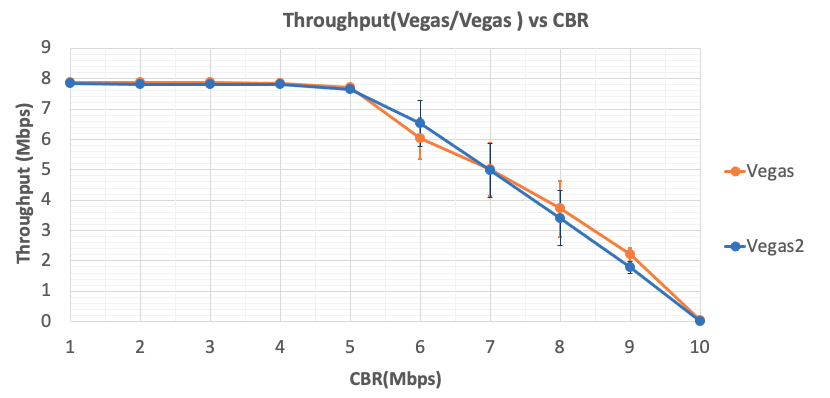 Throughput(Vegas/Vegas ) vs CBR
9
8
7
6
5
4
3
2
1
0
Throughput (Mbps)
1 2 3 4 5 6 7 8 9 10
CBR(Mbps)
Vegas
Vegas2